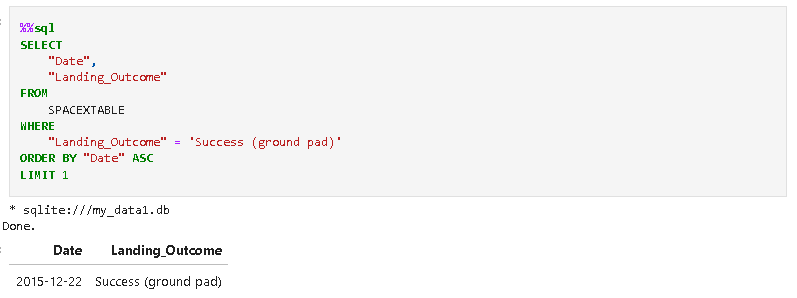 %%sql
SELECT
    "Date",
    "Landing_Outcome"
FROM
    SPACEXTABLE
WHERE
    "Landing_Outcome" = 'Success (ground pad)'
ORDER BY "Date" ASC
LIMIT 1
* sqlite:///my_data1.db
Done.
Date Landing_Outcome
2015-12-22 Success (ground pad)